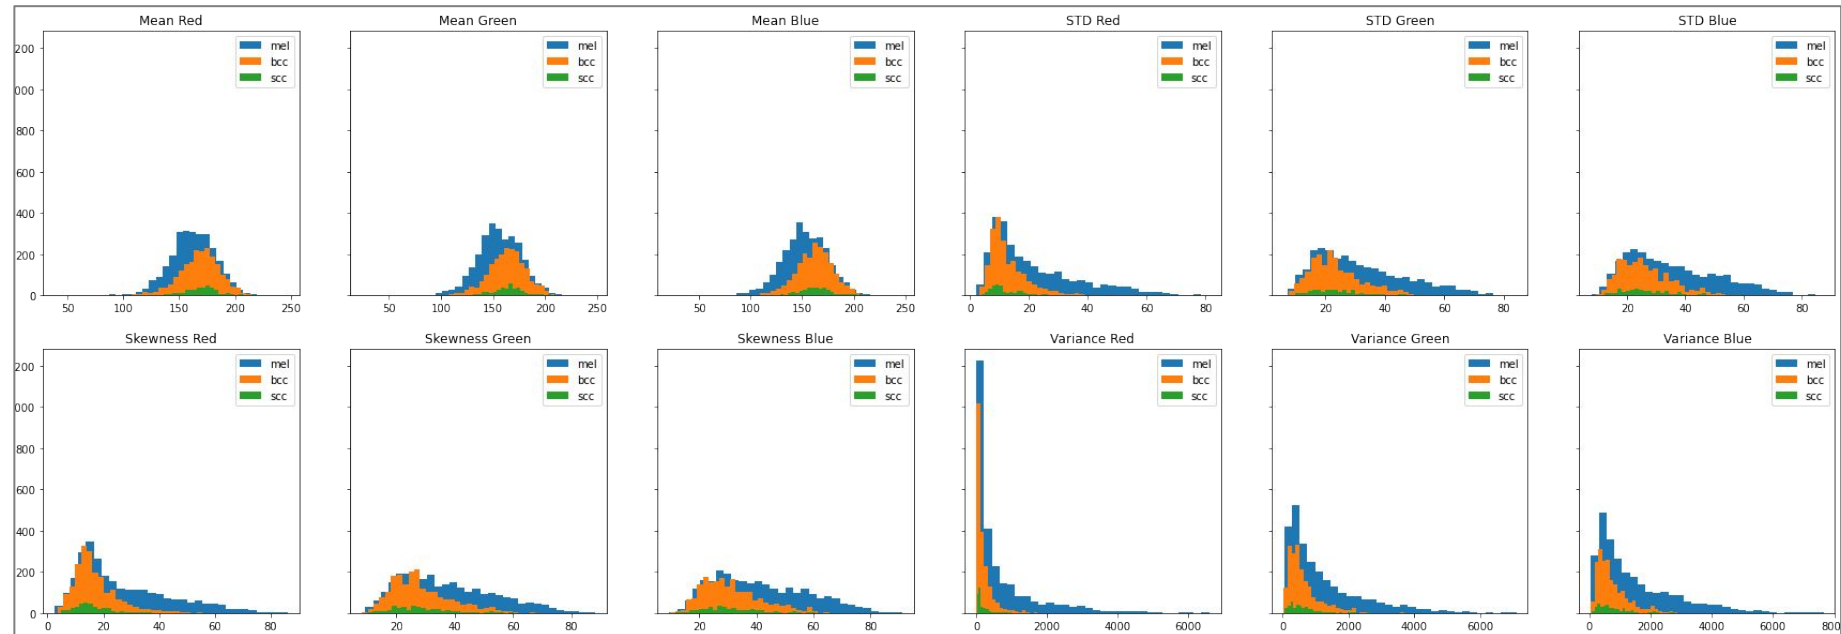 Mean Red
Mean Green
Mean Blue
STD Red
STD Green
STD Blue
mel
bcc
scc
mel
bcc
scc
mel
bcc
scc
mel
bcc
scc
mel
bcc
scc
mel
bcc
scc
200
000
800
600
400
200
0
50 100 150 200 250
50 100 150 200 250
50 100 150 200 250
0 20 40 60 80
20 40 60 80
20 40 60 80
Skewness Red
Skewness Green
Skewness Blue
Variance Red
Variance Green
Variance Blue
mel
bcc
scc
mel
bcc
scc
mel
bcc
scc
mel
bcc
scc
mel
bcc
scc
mel
bcc
scc
200
000
800
600
400
200
0
0 20 40 60 80
20 40 60 80
20 40 60 80
0 2000 4000 6000
0 2000 4000 6000
0 2000 4000 6000 8000